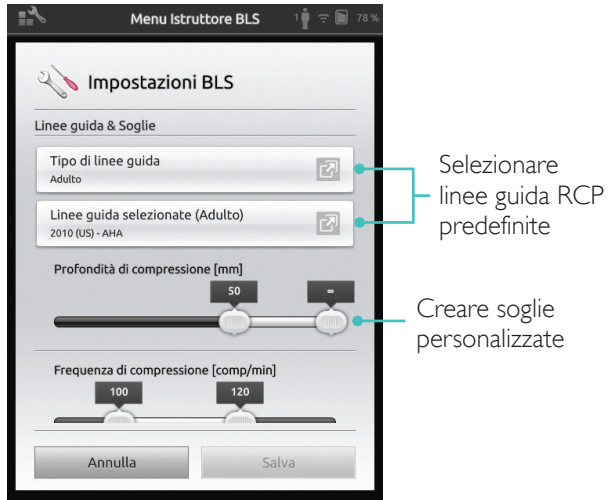 Menu Istruttore BLS
1
78 %
Impostazioni BLS
Linee guida & Soglie
Tipo di linee guida
Adulto
Linee guida selezionate (Adulto)
2010 (US) - AHA
Selezionare
linee guida RCP
predefinite
Profondità di compressione [mm]
50
∞
Creare soglie
personalizzate
Frequenza di compressione [comp/min]
100
120
Annulla
Salva